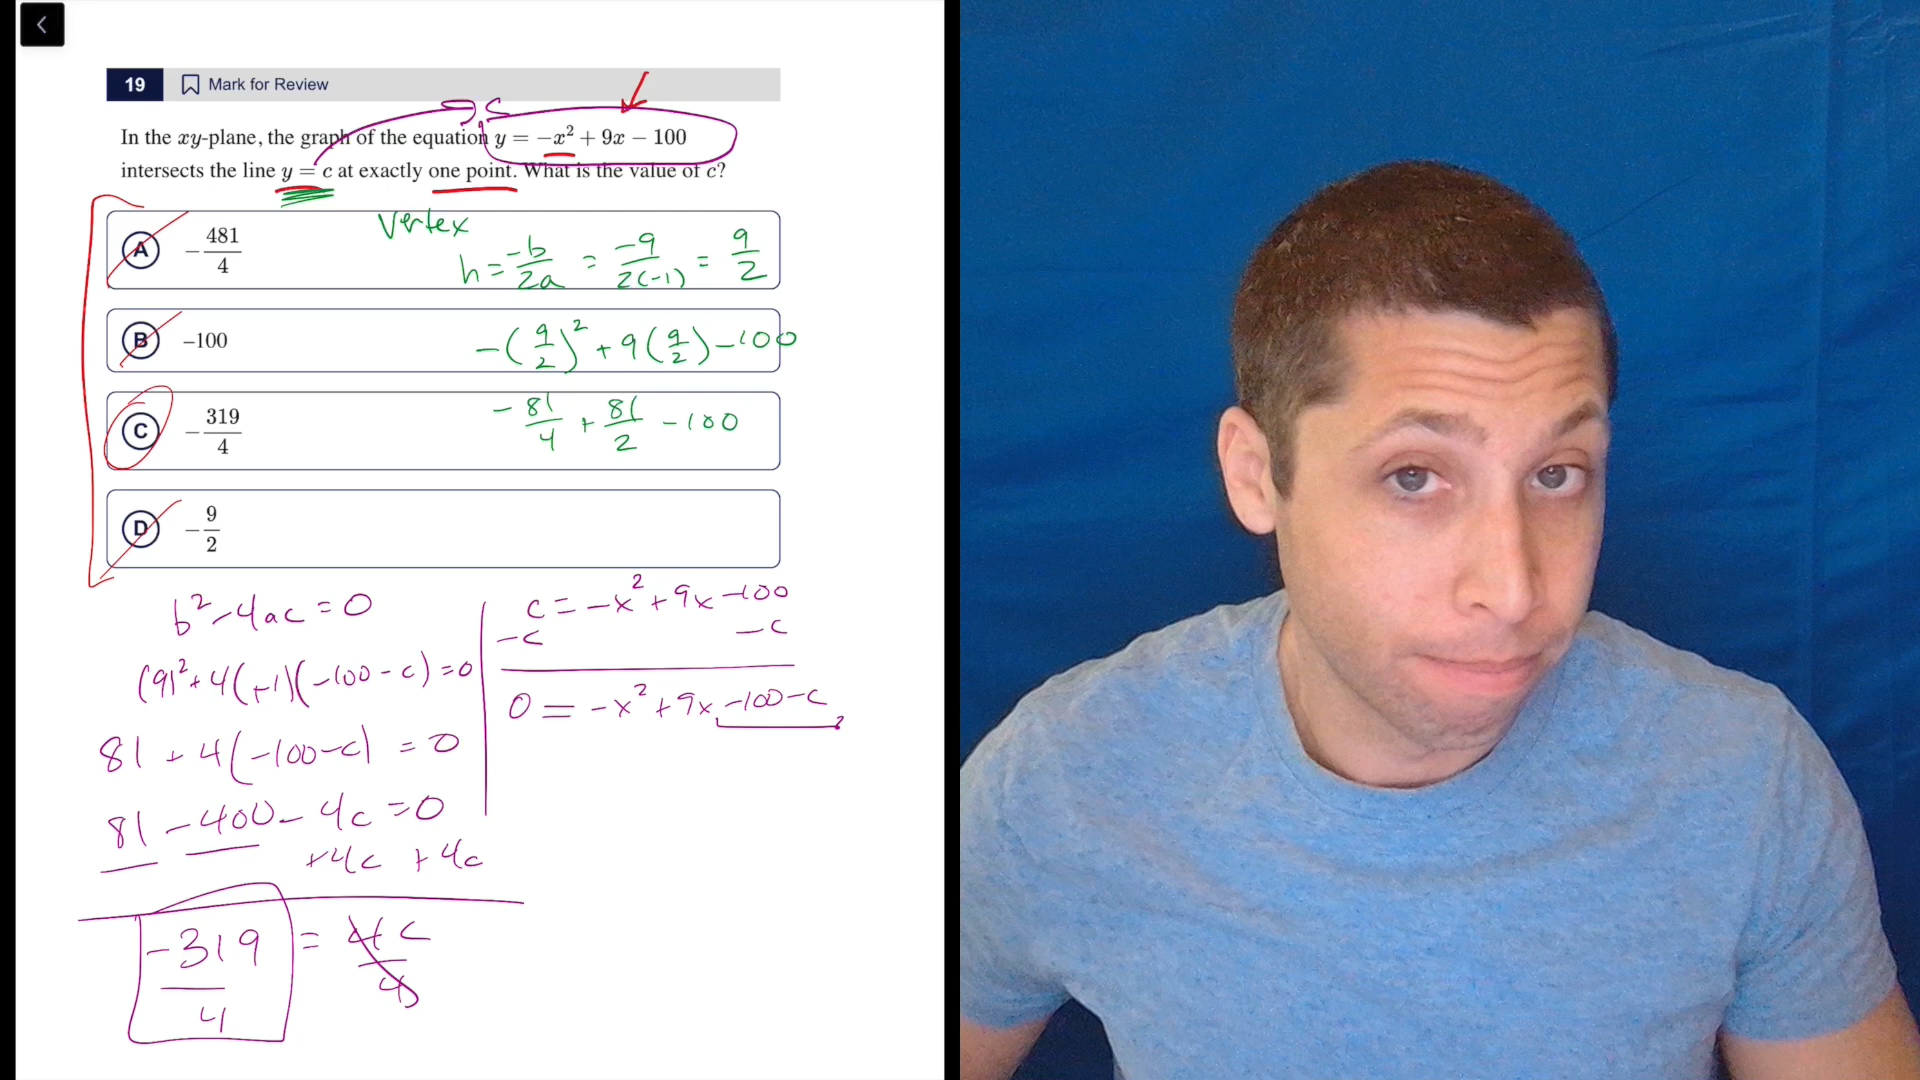 19 Mark for Review
C
In the xy-plane, the graph of the equation y = −x² + 9x − 100
intersects the line y = c at exactly one point. What is the value of c?
Vertex
A −481/4
h = -b/2a = -9/2(-1) = 9/2
B −100
-(9/2)² + 9(9/2) - 100
C −319/4
-81/4 + 81/2 - 100
D −9/2
b² - 4ac = 0
(9)² + 4(+1)(-100 - c) = 0
81 + 4(-100 - c) = 0
81 - 400 - 4c = 0
+4c +4c
-319/4 = 4c/4
c = -x² + 9x - 100
-c -c
0 = -x² + 9x - 100 - c